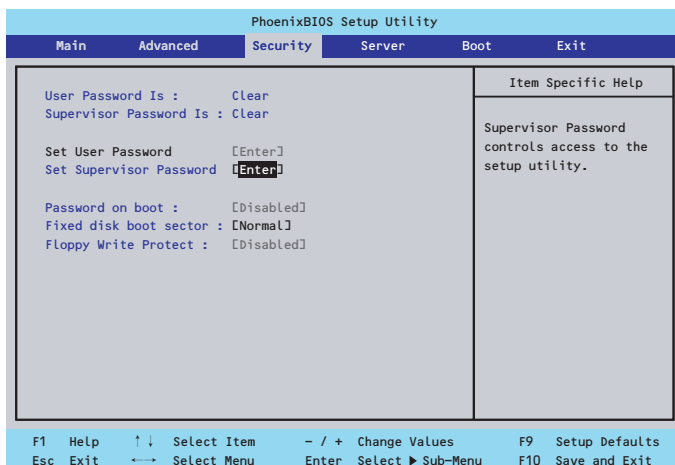 PhoenixBIOS Setup Utility
Main Advanced Security Server Boot Exit
Item Specific Help
User Password Is : Clear
Supervisor Password Is : Clear
Supervisor Password
controls access to the
setup utility.
Set User Password [Enter]
Set Supervisor Password [Enter]
Password on boot : [Disabled]
Fixed disk boot sector : [Normal]
Floppy Write Protect : [Disabled]
F1 Help ↑↓ Select Item – / + Change Values F9 Setup Defaults
Esc Exit ←→ Select Menu Enter Select ▶ Sub-Menu F10 Save and Exit